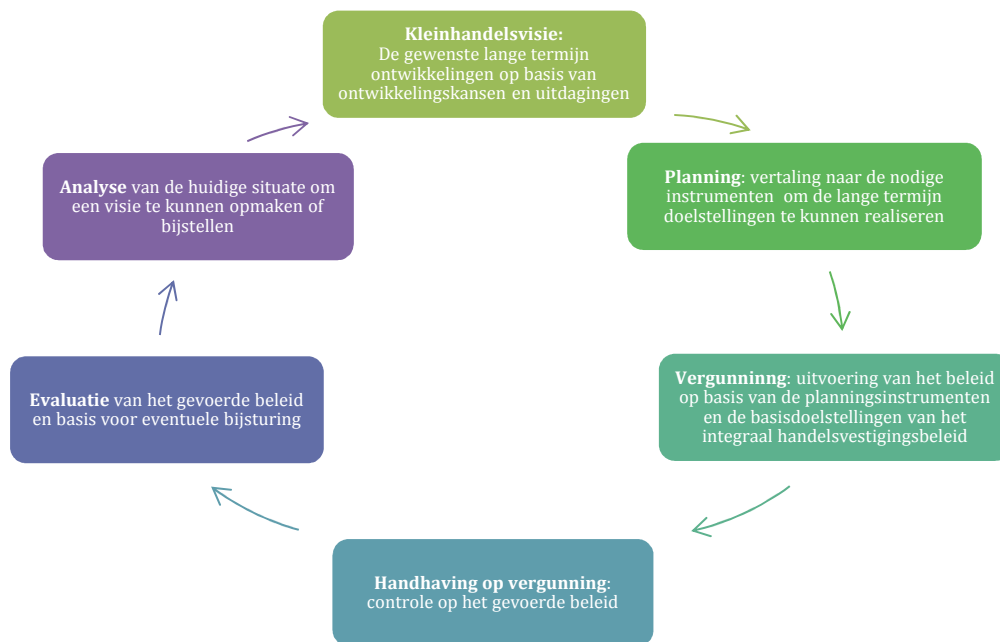 Kleinhandelsvisie:
De gewenste lange termijn
ontwikkelingen op basis van
ontwikkelingskansen en uitdagingen
Planning: vertaling naar de nodige
instrumenten om de lange termijn
doelstellingen te kunnen realiseren
Vergunninng: uitvoering van het beleid
op basis van de planningsinstrumenten
en de basisdoelstellingen van het
integraal handelsvestigingsbeleid
Handhaving op vergunning:
controle op het gevoerde beleid
Evaluatie van het gevoerde beleid
en basis voor eventuele bijsturing
Analyse van de huidige situate om
een visie te kunnen opmaken of
bijstellen